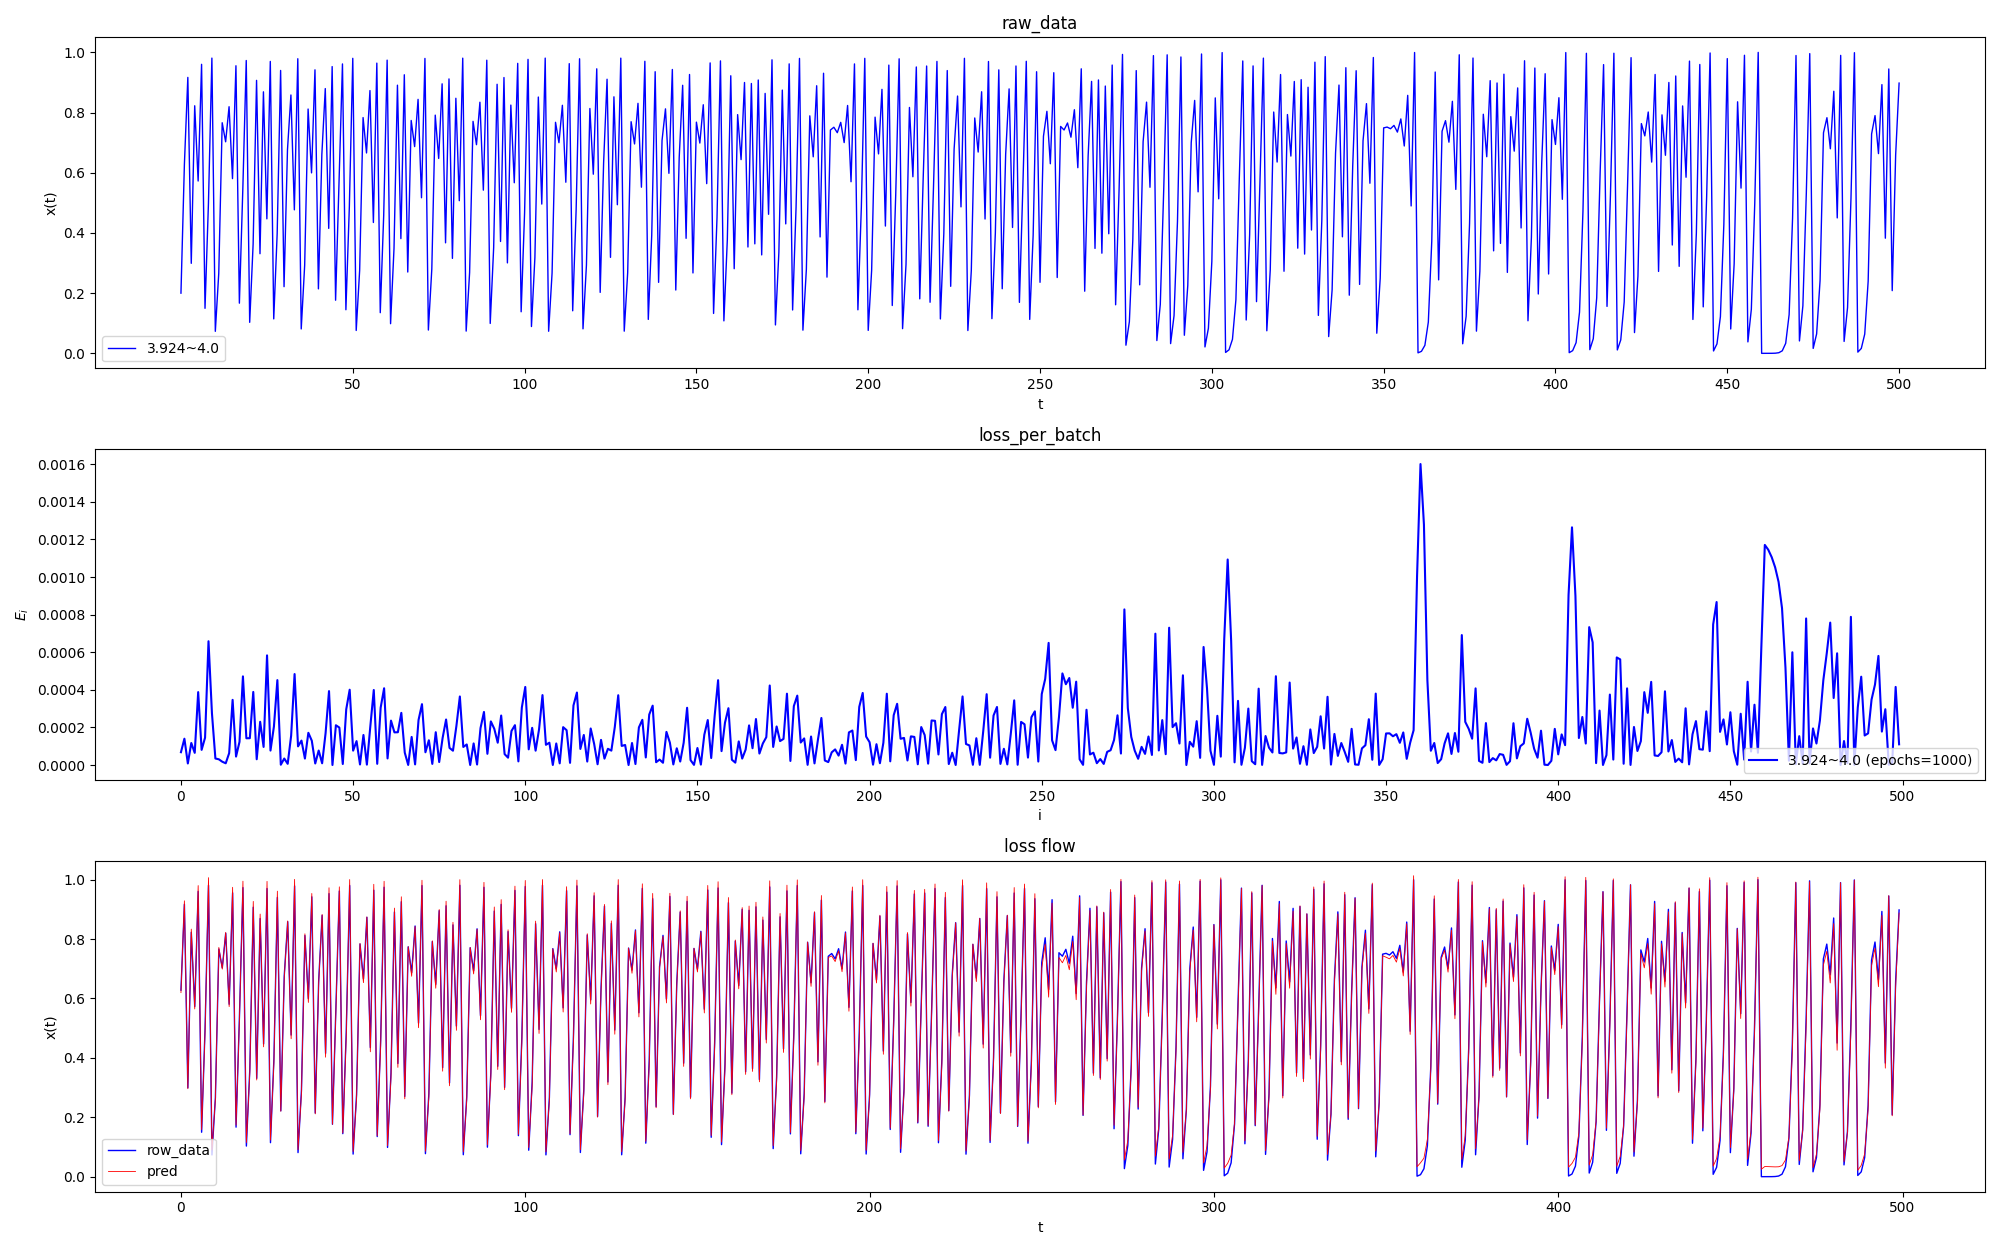 raw_data
1.0
0.8
0.6
0.4
0.2
0.0
x(t)
3.924~4.0
50 100 150 200 250 300 350 400 450 500
t
loss_per_batch
0.0016
0.0014
0.0012
0.0010
0.0008
0.0006
0.0004
0.0002
0.0000
E_i
3.924~4.0 (epochs=1000)
0 50 100 150 200 250 300 350 400 450 500
i
loss flow
1.0
0.8
0.6
0.4
0.2
0.0
x(t)
row_data
pred
0 100 200 300 400 500
t